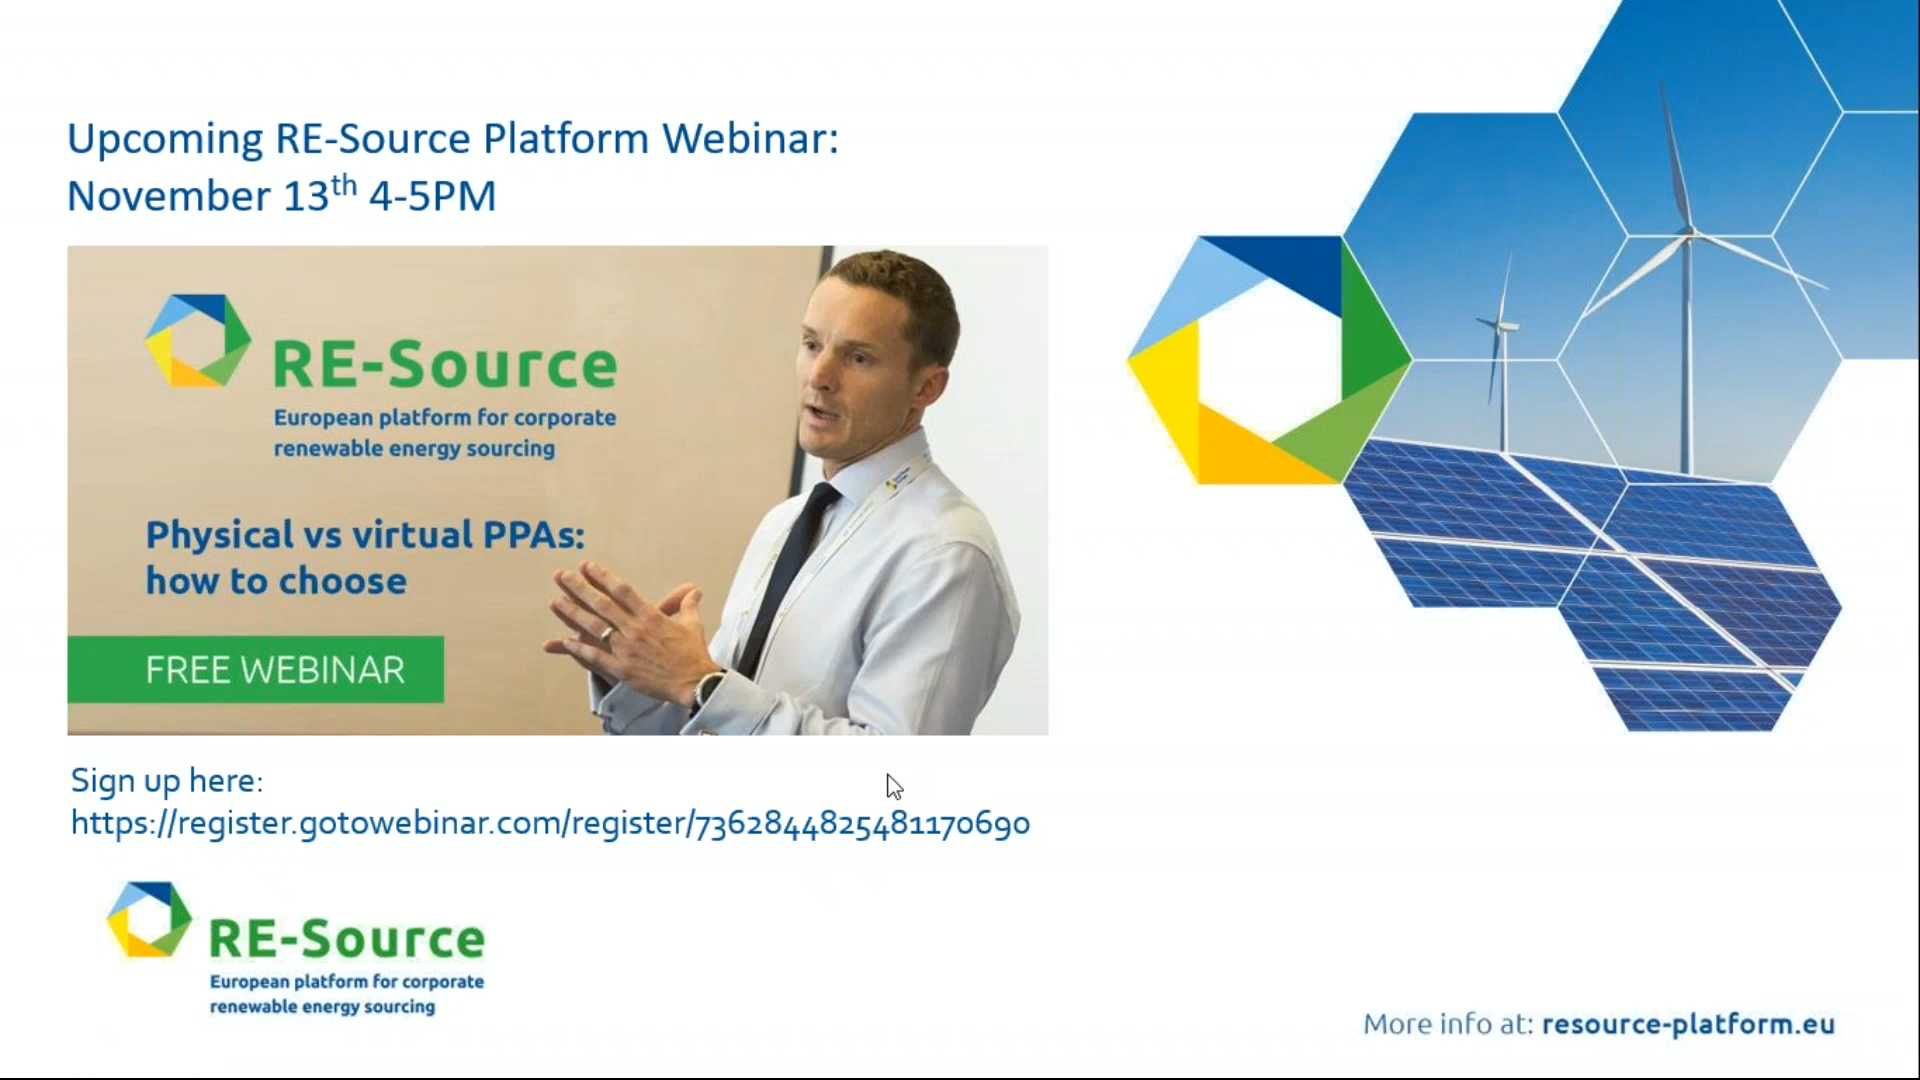 Upcoming RE-Source Platform Webinar:
November 13th 4-5PM
RE-Source
European platform for corporate
renewable energy sourcing
Physical vs virtual PPAs:
how to choose
FREE WEBINAR
Sign up here:
https://register.gotowebinar.com/register/7362844825481170690
RE-Source
European platform for corporate
renewable energy sourcing
More info at: resource-platform.eu